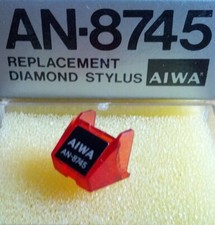 AN-8745
REPLACEMENT
DIAMOND STYLUS AIWA
AIWA
AN-8745